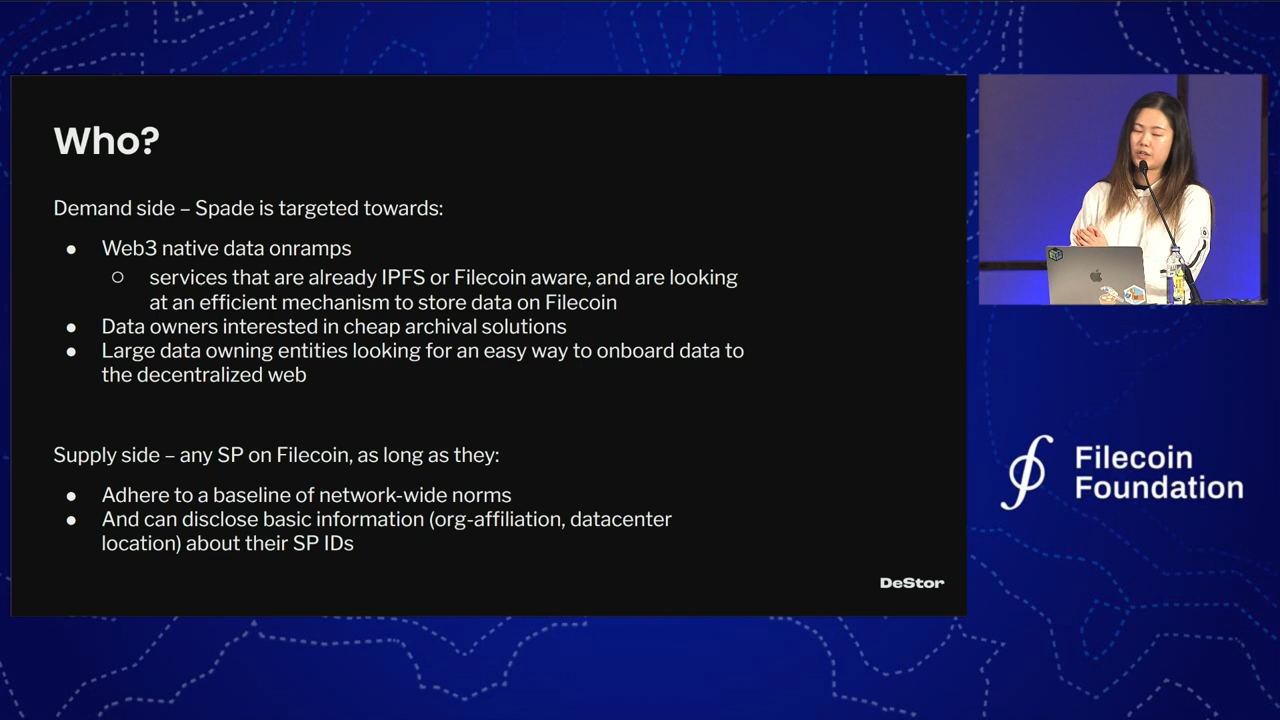 Who?
Demand side – Spade is targeted towards:
● Web3 native data onramps
○ services that are already IPFS or Filecoin aware, and are looking
at an efficient mechanism to store data on Filecoin
● Data owners interested in cheap archival solutions
● Large data owning entities looking for an easy way to onboard data to
the decentralized web
Supply side – any SP on Filecoin, as long as they:
● Adhere to a baseline of network-wide norms
● And can disclose basic information (org-affiliation, datacenter
location) about their SP IDs
DeStor
Filecoin
Foundation